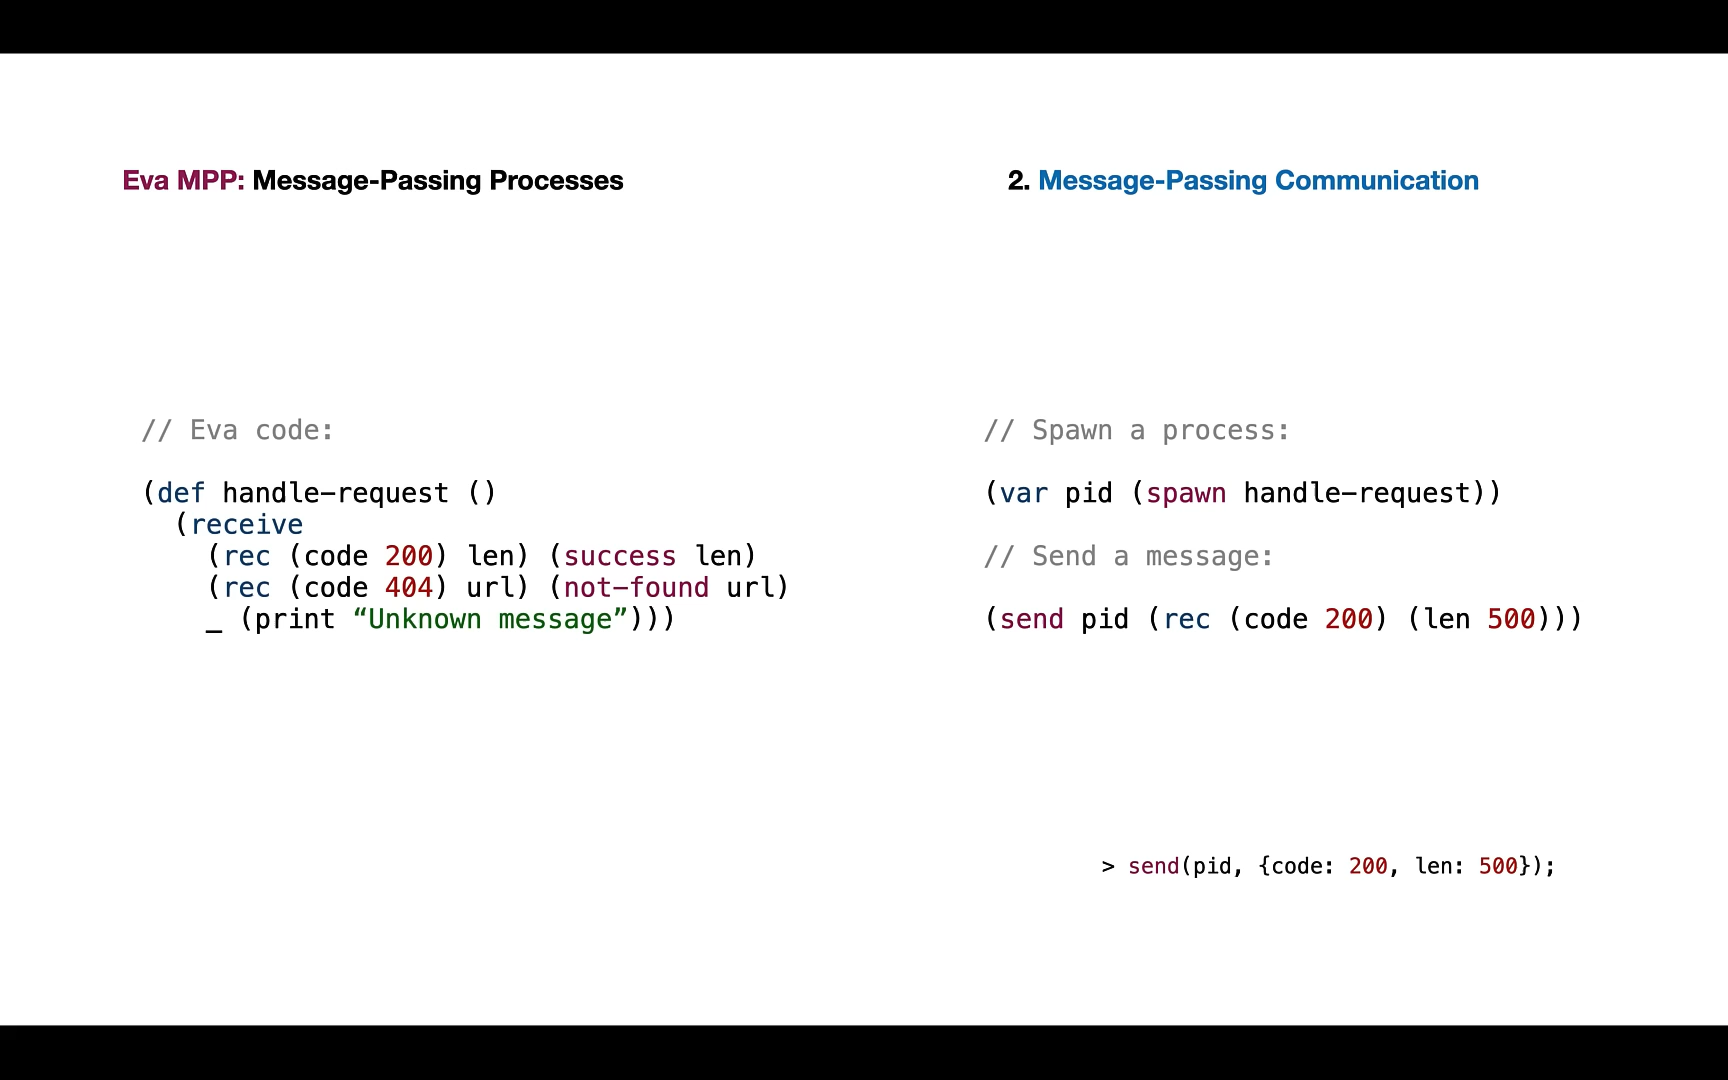 Eva MPP: Message-Passing Processes
// Eva code:
(def handle-request ()
(receive
(rec (code 200) len) (success len)
(rec (code 404) url) (not-found url)
_ (print “Unknown message”)))
2. Message-Passing Communication
// Spawn a process:
(var pid (spawn handle-request))
// Send a message:
(send pid (rec (code 200) (len 500)))
> send(pid, {code: 200, len: 500});